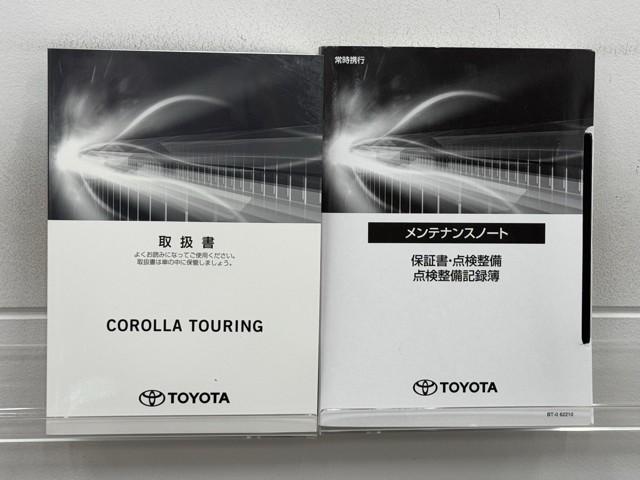 取扱書
よくお読みになってご使用ください。
取扱書は車の中に保管しましょう。
COROLLA TOURING
TOYOTA
常時携行
メンテナンスノート
保証書・点検整備
点検整備記録簿
TOYOTA
BT-0 62210